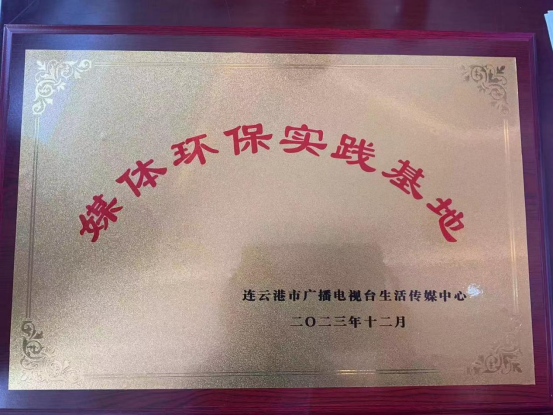 媒体环保实践基地
连云港市广播电视台生活传媒中心
二〇二三年十二月